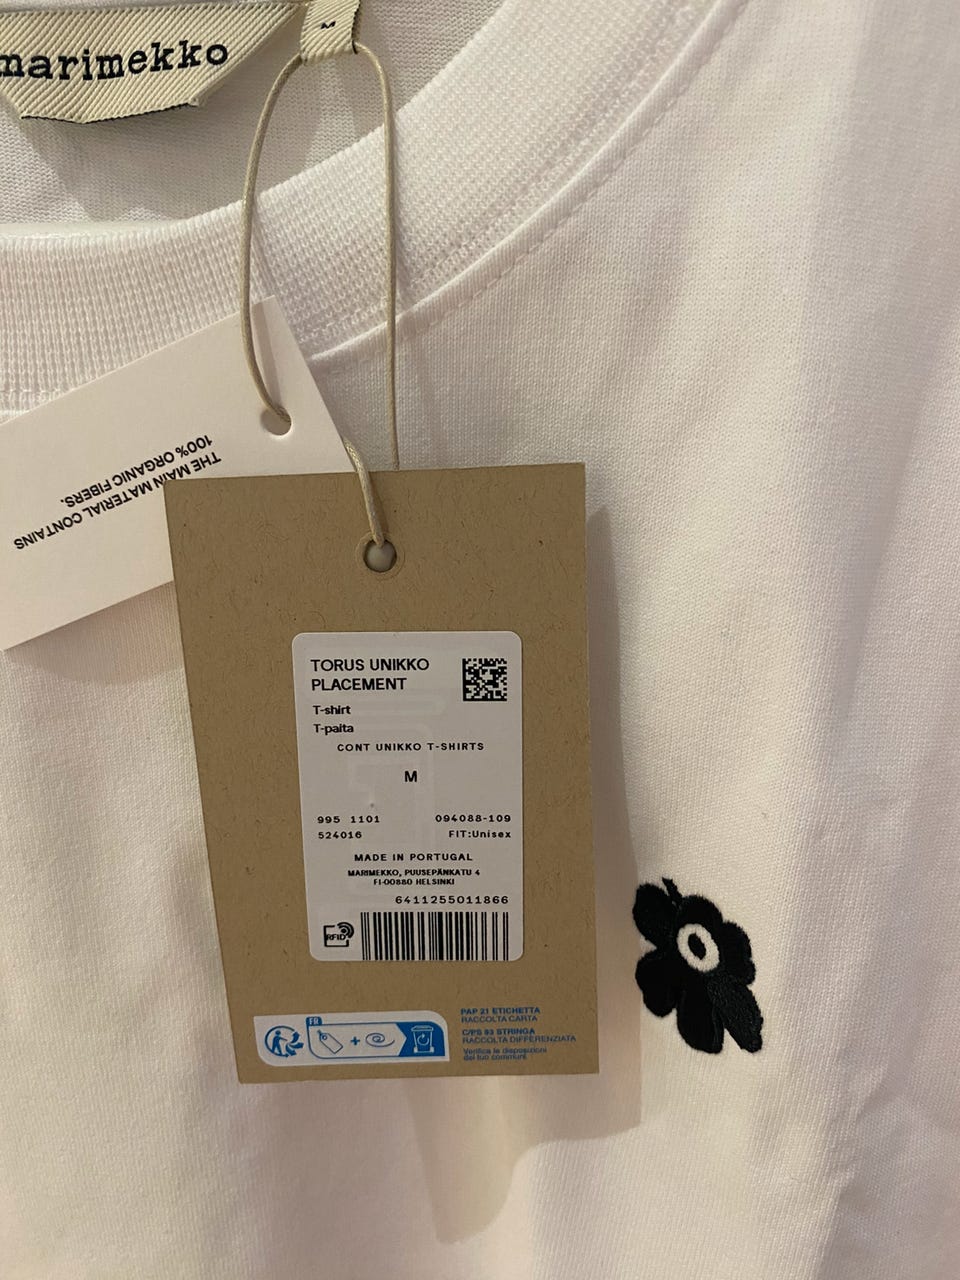 marimekko
M
THE MAIN MATERIAL CONTAINS
100% ORGANIC FIBERS.
TORUS UNIKKO
PLACEMENT
T-shirt
T-paita
CONT UNIKKO T-SHIRTS
M
995 1101 094088-109
524016 FIT:Unisex
MADE IN PORTUGAL
MARIMEKKO, PUUSEPÄNKATU 4
FI-00880 HELSINKI
6411255011866
RFID
FR
PAP 21 ETICHETTA
RACCOLTA CARTA
C/PS 93 STRINGA
RACCOLTA DIFFERENZIATA
Verifica le disposizioni
del tuo communi